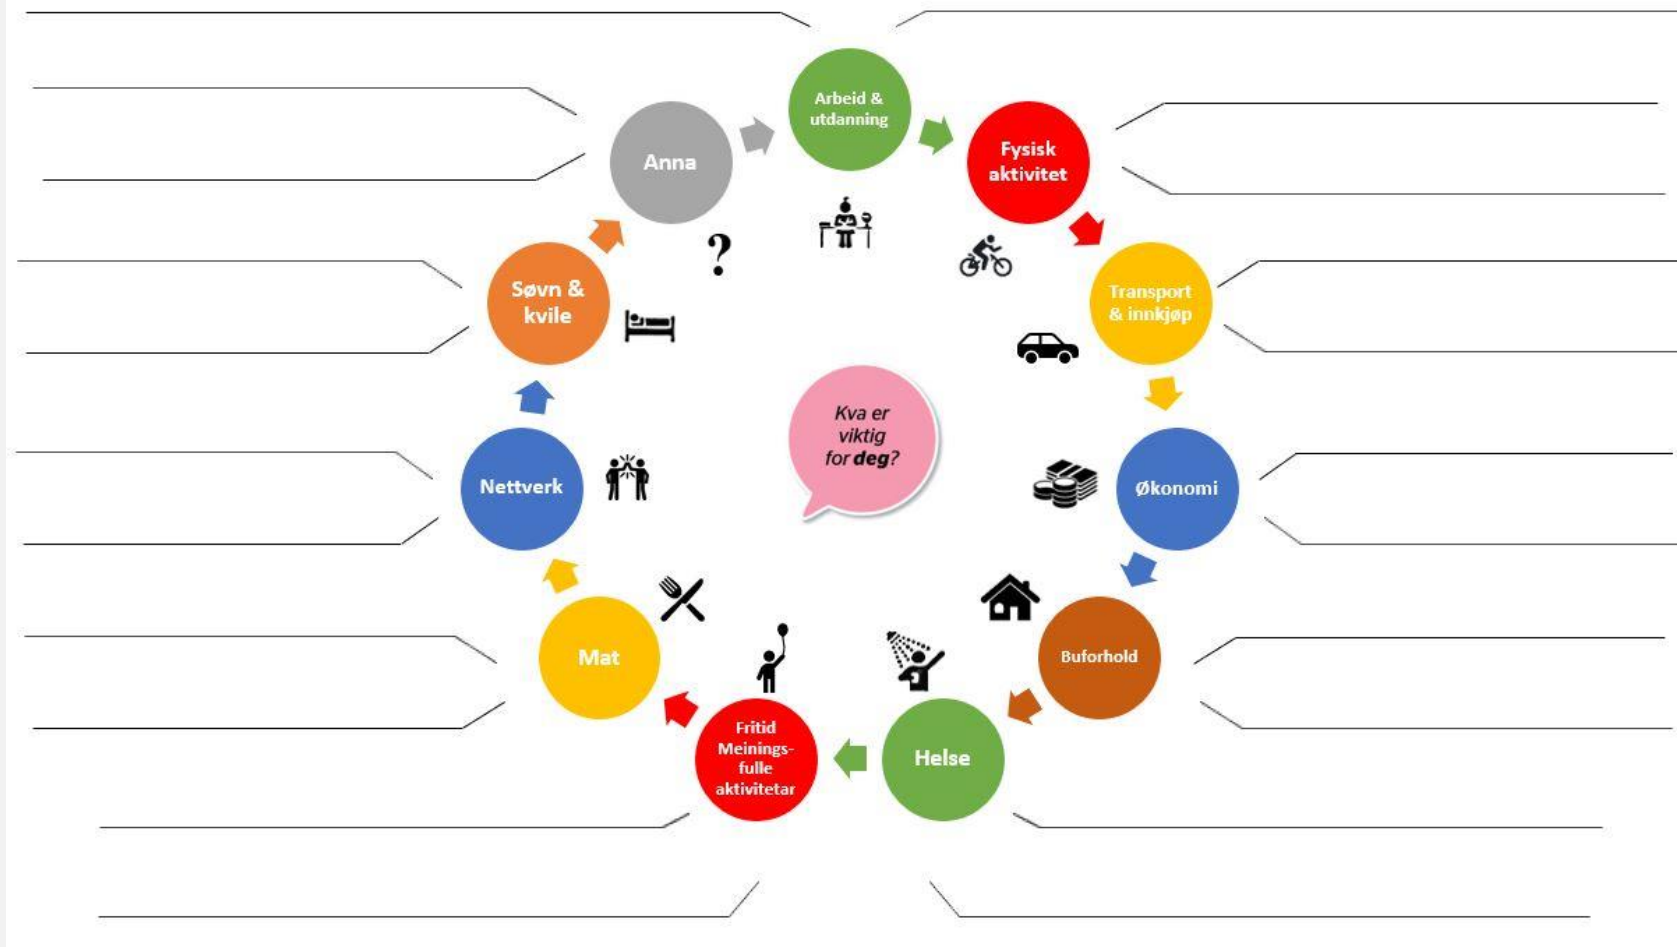 Arbeid &
utdanning
Fysisk
aktivitet
Transport
& innkjøp
Økonomi
Buforhold
Helse
Fritid
Meinings-
fulle
aktivitetar
Mat
Nettverk
Søvn &
kvile
Anna
?
Kva er
viktig
for deg?